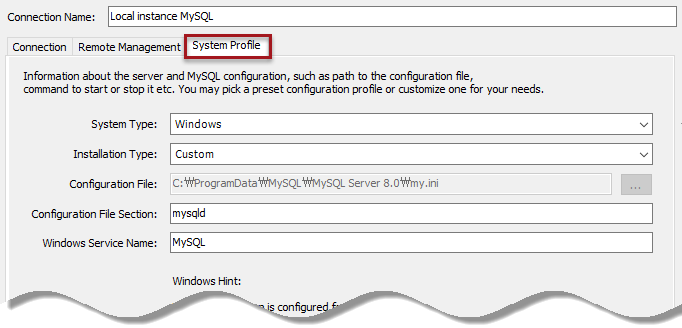 Connection Name: Local instance MySQL
Connection Remote Management System Profile
Information about the server and MySQL configuration, such as path to the configuration file,
command to start or stop it etc. You may pick a preset configuration profile or customize one for your needs.
System Type: Windows
Installation Type: Custom
Configuration File: C:₩ProgramData₩MySQL₩MySQL Server 8.0₩my.ini ...
Configuration File Section: mysqld
Windows Service Name: MySQL
Windows Hint:
is configured